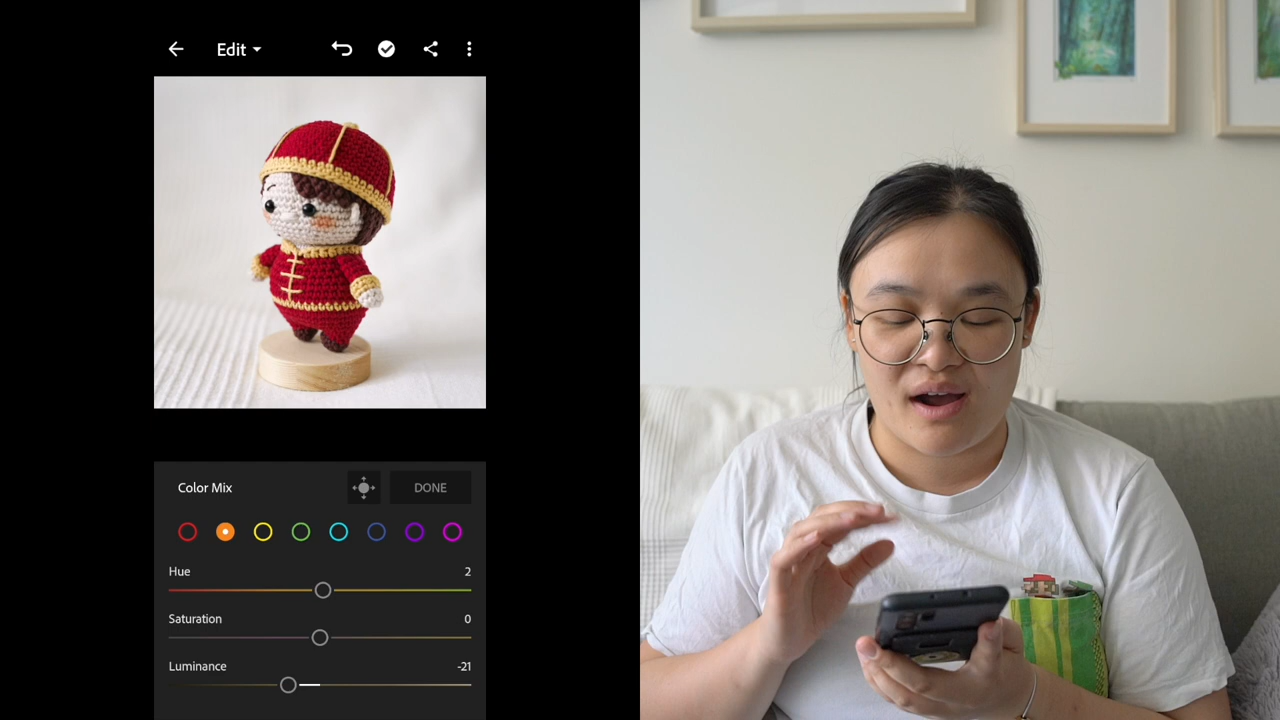 Edit
Color Mix
DONE
Hue 2
Saturation 0
Luminance -21